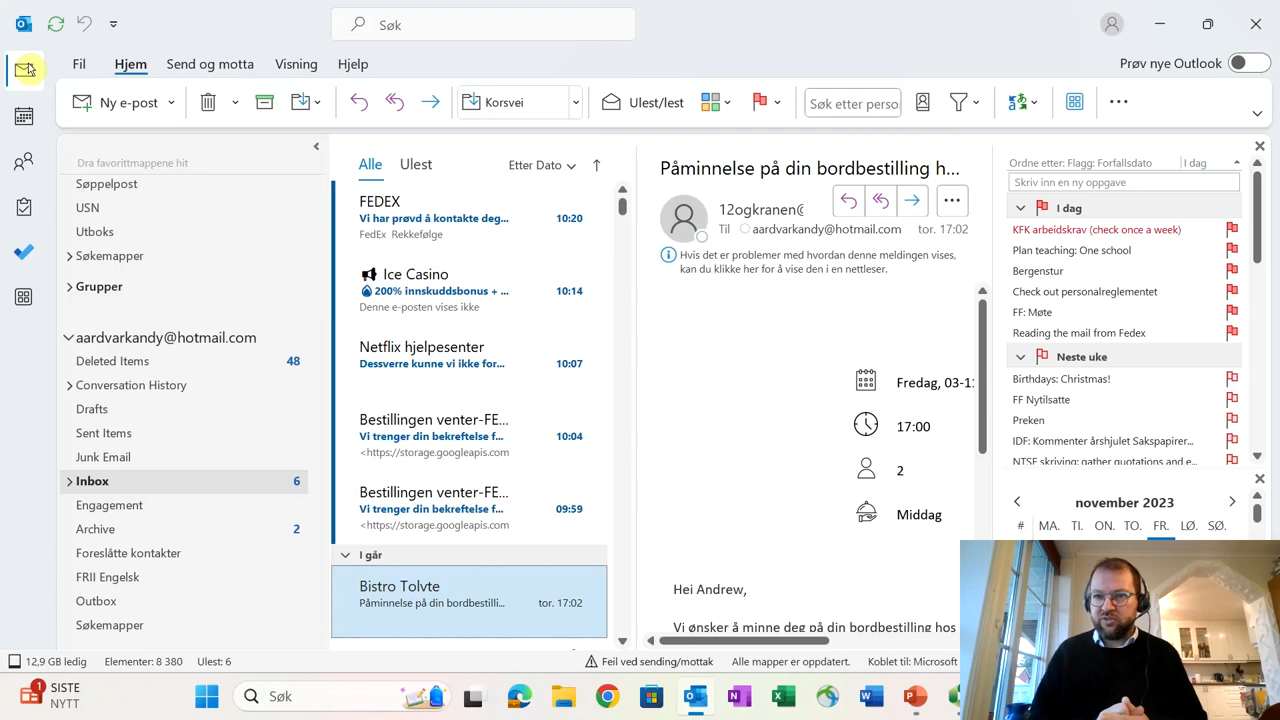 Søk
Fil
Hjem
Send og motta
Visning
Hjelp
Prøv nye Outlook
Ny e-post
Korsvei
Ulest/lest
Søk etter perso
Dra favorittmappene hit
Søppelpost
USN
Utboks
Søkemapper
Grupper
aardvarkandy@hotmail.com
Deleted Items 48
Conversation History
Drafts
Sent Items
Junk Email
Inbox 6
Engagement
Archive 2
Foreslåtte kontakter
FRII Engelsk
Outbox
Søkemapper
Alle Ulest Etter Dato
FEDEX
Vi har prøvd å kontakte deg... 10:20
FedEx Rekkefølge
Ice Casino
200% innskuddsbonus + ... 10:14
Denne e-posten vises ikke
Netflix hjelpesenter
Dessverre kunne vi ikke for... 10:07
Bestillingen venter-FE...
Vi trenger din bekreftelse f... 10:04
<https://storage.googleapis.com
Bestillingen venter-FE...
Vi trenger din bekreftelse f... 09:59
<https://storage.googleapis.com
I går
Bistro Tolvte
Påminnelse på din bordbestilli... tor. 17:02
Påminnelse på din bordbestilling h...
12ogkranen@
Til aardvarkandy@hotmail.com tor. 17:02
Hvis det er problemer med hvordan denne meldingen vises,
kan du klikke her for å vise den i en nettleser.
Fredag, 03-11
17:00
2
Middag
Hei Andrew,
Vi ønsker å minne deg på din bordbestilling hos
Ordne etter: Flagg: Forfallsdato I dag
Skriv inn en ny oppgave
I dag
KFK arbeidskrav (check once a week)
Plan teaching: One school
Bergenstur
Check out personalreglementet
FF: Møte
Reading the mail from Fedex
Neste uke
Birthdays: Christmas!
FF Nytilsatte
Preken
IDF: Kommenter årshjulet Sakspapirer...
NTSF skriving: gather quotations and e...
november 2023
# MA. TI. ON. TO. FR. LØ. SØ.
12,9 GB ledig
Elementer: 8 380
Ulest: 6
Feil ved sending/mottak
Alle mapper er oppdatert.
Koblet til: Microsoft
1
SISTE
NYTT
Søk